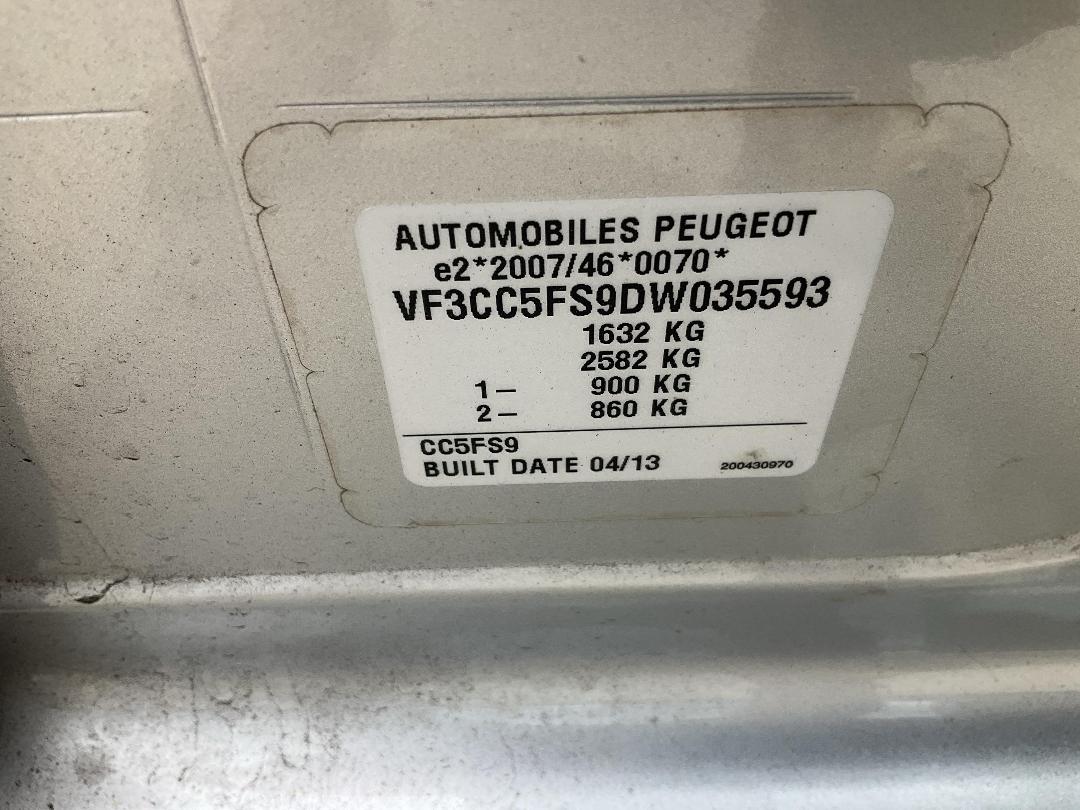 AUTOMOBILES PEUGEOT
e2*2007/46*0070*
VF3CC5FS9DW035593
1632 KG
2582 KG
1— 900 KG
2— 860 KG
CC5FS9
BUILT DATE 04/13 200430970